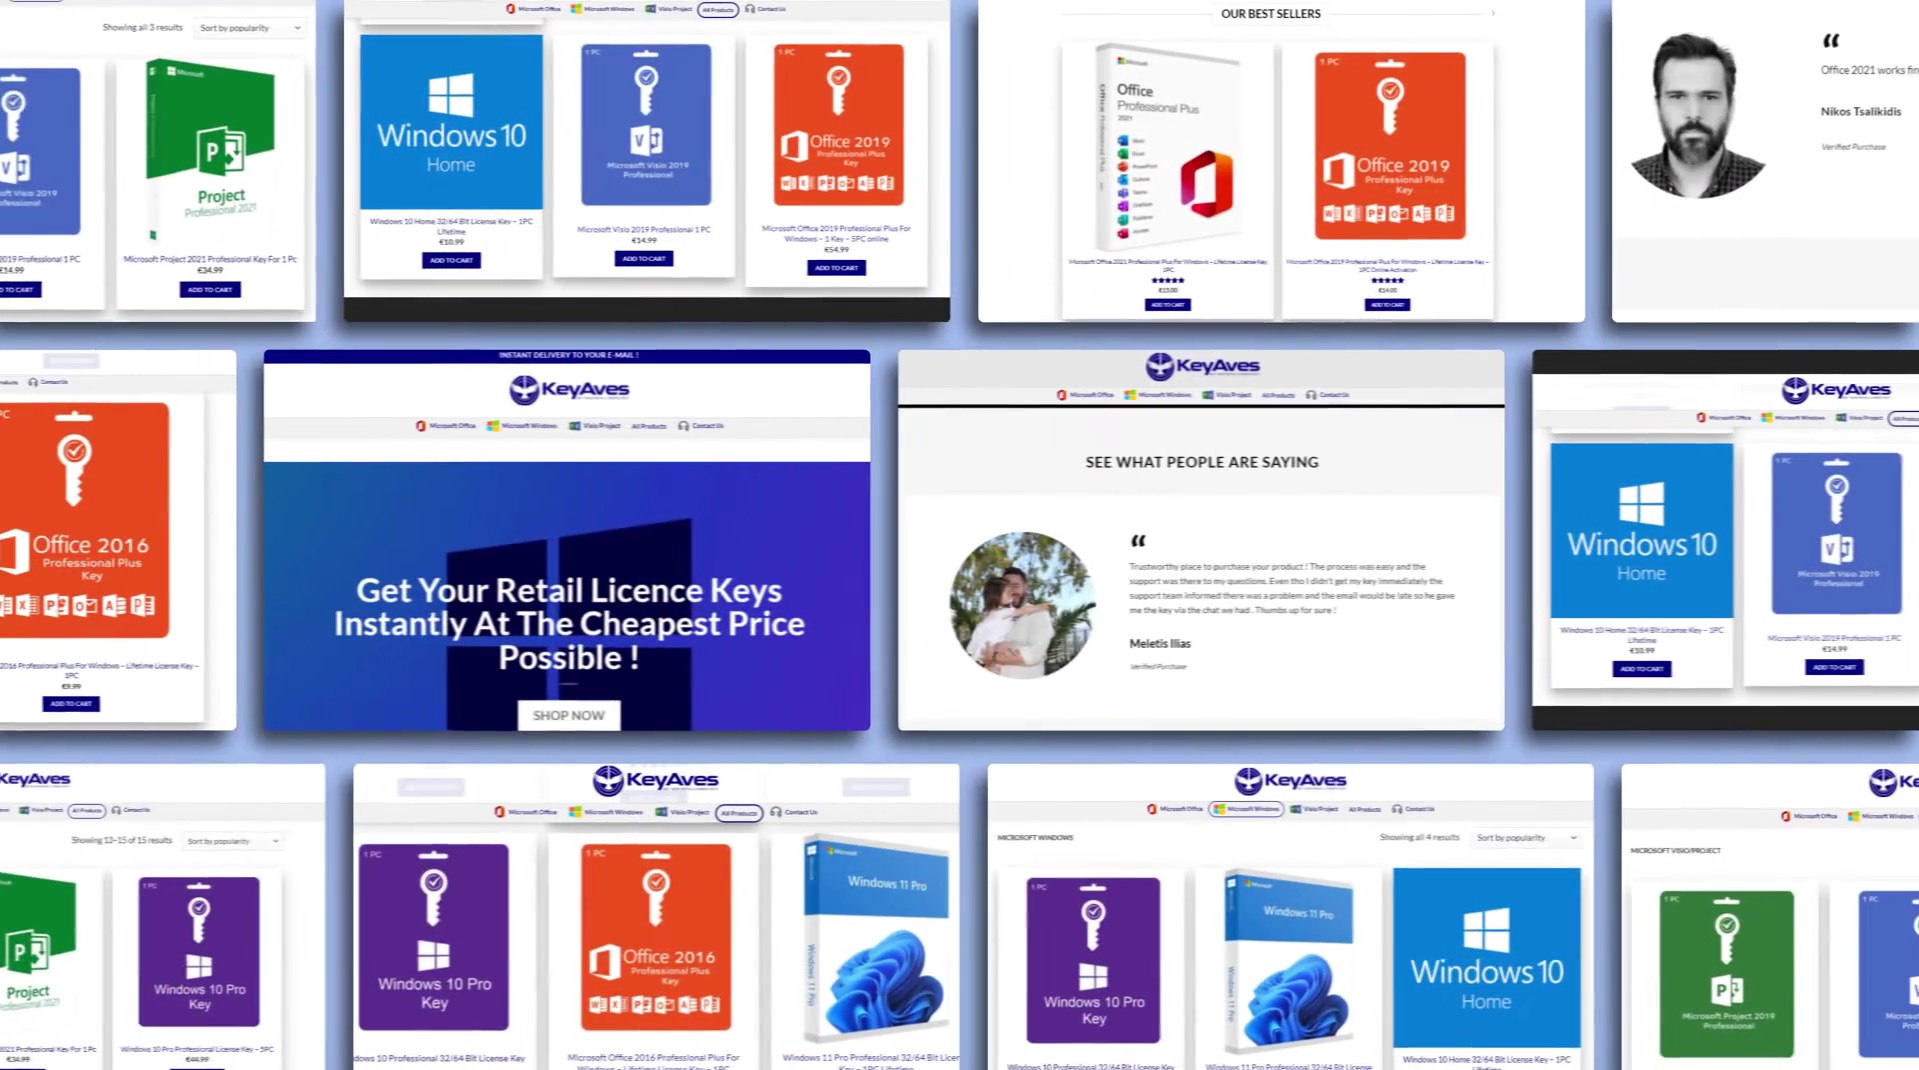 Showing all 3 results
Sort by popularity
Visio 2019
Microsoft
Project
Professional 2021
2019 Professional 1 PC
€14.99
Microsoft Project 2021 Professional Key For 1 Pc
€34.99
ADD TO CART
Microsoft Office
Microsoft Windows
Visio Project
All Products
Contact Us
Windows 10
Home
Windows 10 Home 32/64 Bit License Key – 1PC
Lifetime
€10.99
ADD TO CART
1 PC
Microsoft Visio 2019
Professional
Microsoft Visio 2019 Professional 1 PC
€14.99
ADD TO CART
1 PC
Office 2019
Professional Plus
Key
Microsoft Office 2019 Professional Plus For
Windows – 1 Key – 5PC online
€54.99
ADD TO CART
OUR BEST SELLERS
Microsoft
Office
Professional Plus
2021
Microsoft Office 2021 Professional Plus For Windows – Lifetime License Key
1PC
€15.00
ADD TO CART
1 PC
Office 2019
Professional Plus
Key
Microsoft Office 2019 Professional Plus For Windows – Lifetime License Key –
1PC Online Activation
€14.00
ADD TO CART
“
Office 2021 works fin
Nikos Tsalikidis
Verified Purchase
Contact Us
Office 2016
Professional Plus
Key
2016 Professional Plus For Windows – Lifetime License Key –
1PC
€9.99
ADD TO CART
INSTANT DELIVERY TO YOUR E-MAIL !
KeyAves
Microsoft Office
Microsoft Windows
Visio/Project
All Products
Contact Us
Get Your Retail Licence Keys
Instantly At The Cheapest Price
Possible !
SHOP NOW
KeyAves
Microsoft Office
Microsoft Windows
Visio/Project
All Products
Contact Us
SEE WHAT PEOPLE ARE SAYING
“
Trustworthy place to purchase your product ! The process was easy and the
support was there to my questions. Even tho I didn't get my key immediately the
support team informed there was a problem and the email would be late so he gave
me the key via the chat we had . Thumbs up for sure !
Meletis Ilias
Verified Purchase
KeyAves
Microsoft Office
Microsoft Windows
Visio/Project
Windows 10
Home
Windows 10 Home 32/64 Bit License Key – 1PC
Lifetime
€10.99
ADD TO CART
1 PC
Microsoft Visio 2019
Professional
Microsoft Visio 2019 Professional 1 PC
€14.99
ADD TO CART
KeyAves
Visio/Project
All Products
Contact Us
Showing 13–15 of 15 results
Sort by popularity
Project
Professional 2021
2021 Professional Key For 1 Pc
€34.99
1 PC
Windows 10 Pro
Key
Windows 10 Pro Professional License Key – 5PC
€44.99
KeyAves
Microsoft Office
Microsoft Windows
Visio/Project
All Products
Contact Us
1 PC
Windows 10 Pro
Key
dows 10 Professional 32/64 Bit License Key
1 PC
Office 2016
Professional Plus
Key
Microsoft Office 2016 Professional Plus For
Windows – Lifetime License Key – 1PC
Microsoft
Windows 11 Pro
Windows 11 Pro
Windows 11 Pro Professional 32/64 Bit Licen
Key – 1PC Lifetime
KeyAves
Microsoft Office
Microsoft Windows
Visio/Project
All Products
Contact Us
MICROSOFT WINDOWS
Showing all 4 results
Sort by popularity
1 PC
Windows 10 Pro
Key
Windows 10 Professional 32/64 Bit License Key
Microsoft
Windows 11 Pro
Windows 11 Pro
Windows 11 Pro Professional 32/64 Bit License
Windows 10
Home
Windows 10 Home 32/64 Bit License Key – 1PC
Lifetime
KeyAv
Microsoft Office
Microsoft Windows
MICROSOFT VISIO/PROJECT
1 PC
Microsoft Project 2019
Professional
1 PC